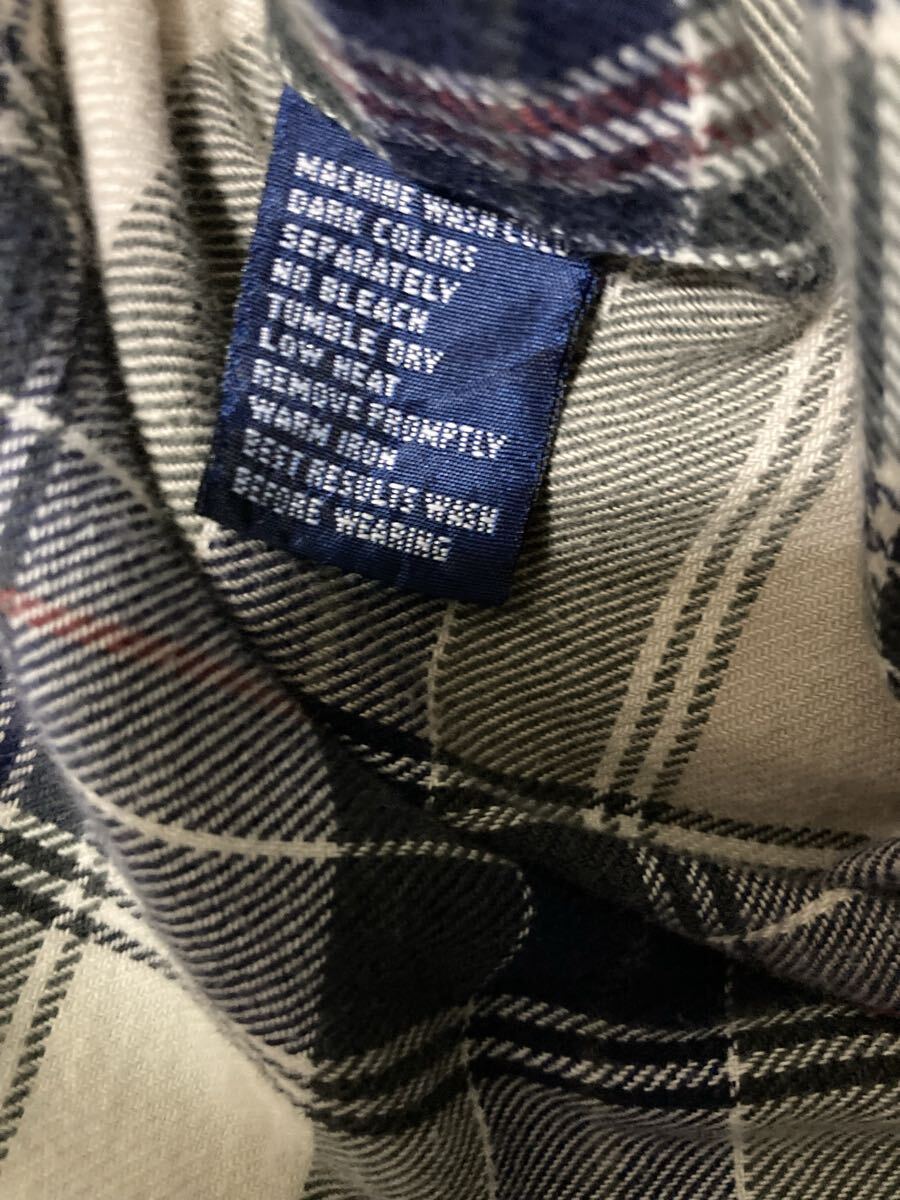 MACHINE WASH COLD
DARK COLORS
SEPARATELY
NO BLEACH
TUMBLE DRY
LOW HEAT
REMOVE PROMPTLY
WARM IRON
BEST RESULTS WASH
BEFORE WEARING